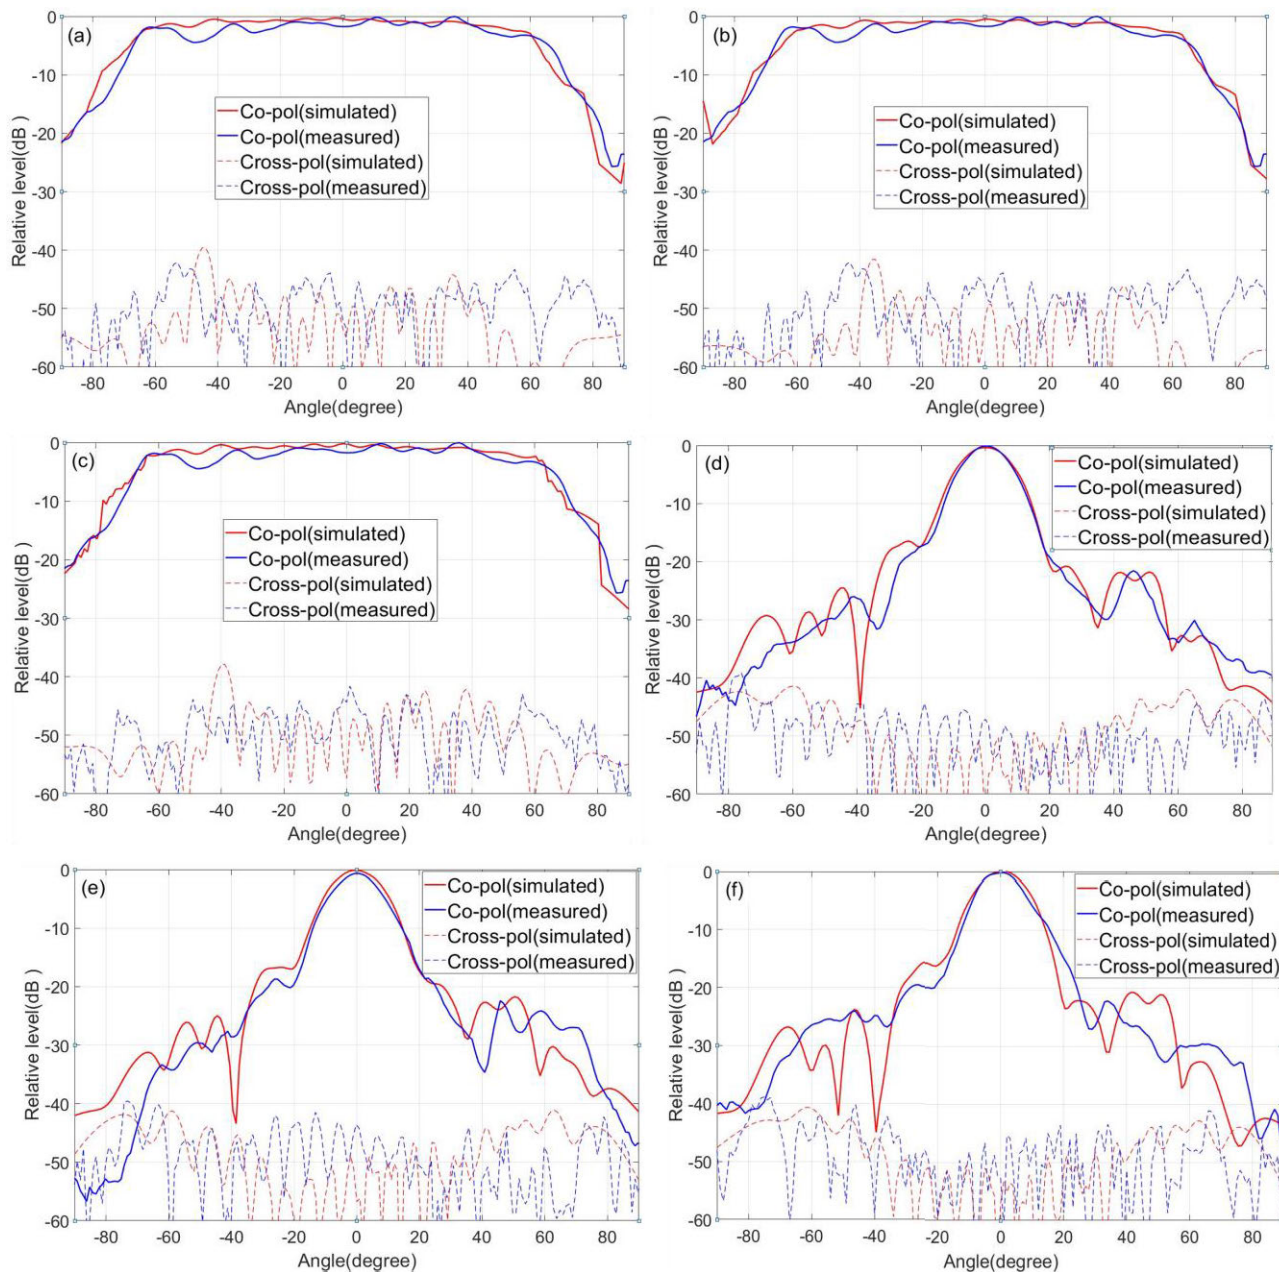 (a)
Co-pol(simulated)
Co-pol(measured)
Cross-pol(simulated)
Cross-pol(measured)
Relative level(dB )
0
-10
-20
-30
-40
-50
-60
-80 -60 -40 -20 0 20 40 60 80
Angle(degree)
(b)
Co-pol(simulated)
Co-pol(measured)
Cross-pol(simulated)
Cross-pol(measured)
Relative level(dB )
0
-10
-20
-30
-40
-50
-60
-80 -60 -40 -20 0 20 40 60 80
Angle(degree)
(c)
Co-pol(simulated)
Co-pol(measured)
Cross-pol(simulated)
Cross-pol(measured)
Relative level(dB )
0
-10
-20
-30
-40
-50
-60
-80 -60 -40 -20 0 20 40 60 80
Angle(degree)
(d)
Co-pol(simulated)
Co-pol(measured)
Cross-pol(simulated)
Cross-pol(measured)
Relative level(dB )
0
-10
-20
-30
-40
-50
-60
-80 -60 -40 -20 0 20 40 60 80
Angle(degree)
(e)
Co-pol(simulated)
Co-pol(measured)
Cross-pol(simulated)
Cross-pol(measured)
Relative level(dB )
0
-10
-20
-30
-40
-50
-60
-80 -60 -40 -20 0 20 40 60 80
Angle(degree)
(f)
Co-pol(simulated)
Co-pol(measured)
Cross-pol(simulated)
Cross-pol(measured)
Relative level(dB )
0
-10
-20
-30
-40
-50
-60
-80 -60 -40 -20 0 20 40 60 80
Angle(degree)